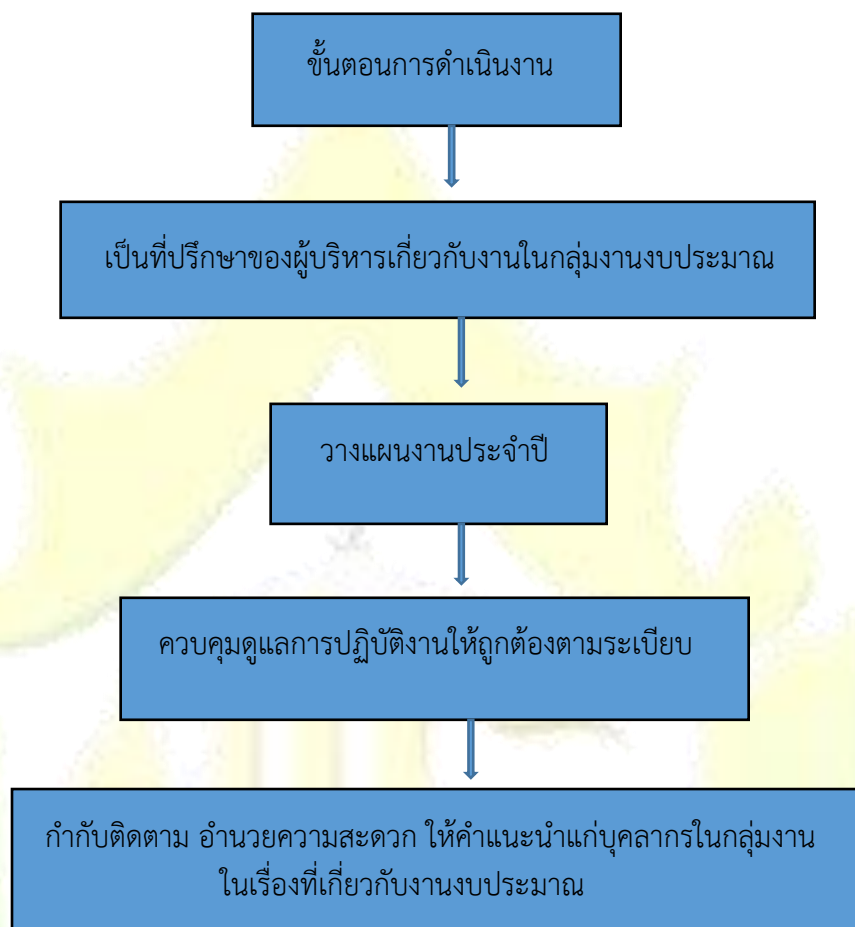 ขั้นตอนการดำเนินงาน
เป็นที่ปรึกษาของผู้บริหารเกี่ยวกับงานในกลุ่มงานงบประมาณ
วางแผนงานประจำปี
ควบคุมดูแลการปฏิบัติงานให้ถูกต้องตามระเบียบ
กำกับติดตาม อำนวยความสะดวก ให้คำแนะนำแก่บุคลากรในกลุ่มงาน
ในเรื่องที่เกี่ยวกับงานงบประมาณ